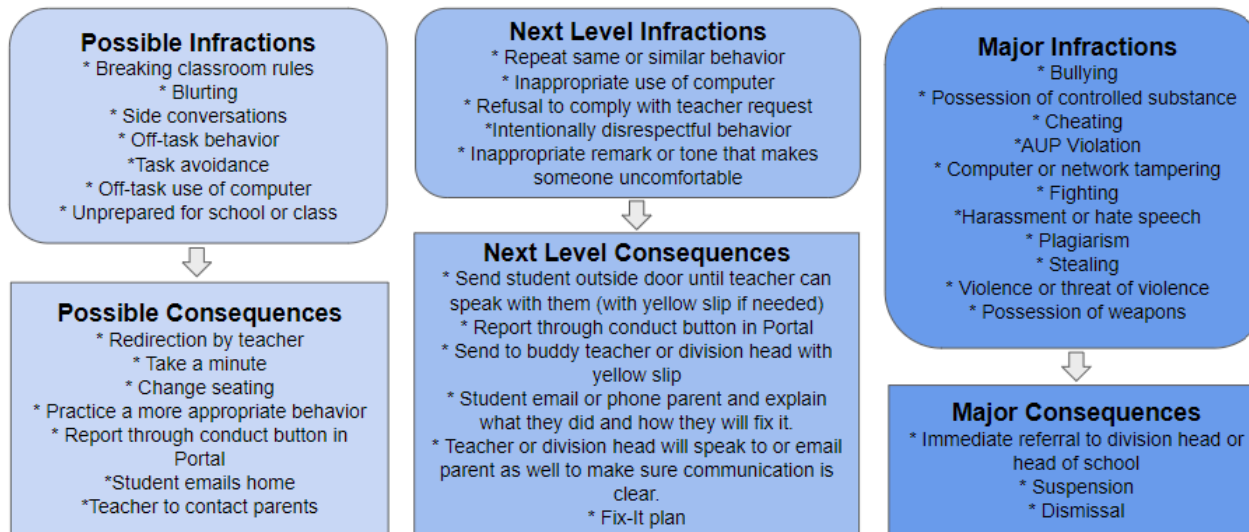 Possible Infractions
* Breaking classroom rules
* Blurting
* Side conversations
* Off-task behavior
*Task avoidance
* Off-task use of computer
* Unprepared for school or class
Possible Consequences
* Redirection by teacher
* Take a minute
* Change seating
* Practice a more appropriate behavior
* Report through conduct button in
Portal
*Student emails home
*Teacher to contact parents
Next Level Infractions
* Repeat same or similar behavior
* Inappropriate use of computer
* Refusal to comply with teacher request
*Intentionally disrespectful behavior
* Inappropriate remark or tone that makes
someone uncomfortable
Next Level Consequences
* Send student outside door until teacher can
speak with them (with yellow slip if needed)
* Report through conduct button in Portal
* Send to buddy teacher or division head with
yellow slip
* Student email or phone parent and explain
what they did and how they will fix it.
* Teacher or division head will speak to or email
parent as well to make sure communication is
clear.
* Fix-It plan
Major Infractions
* Bullying
* Possession of controlled substance
* Cheating
*AUP Violation
* Computer or network tampering
* Fighting
*Harassment or hate speech
* Plagiarism
* Stealing
* Violence or threat of violence
* Possession of weapons
Major Consequences
* Immediate referral to division head or
head of school
* Suspension
* Dismissal